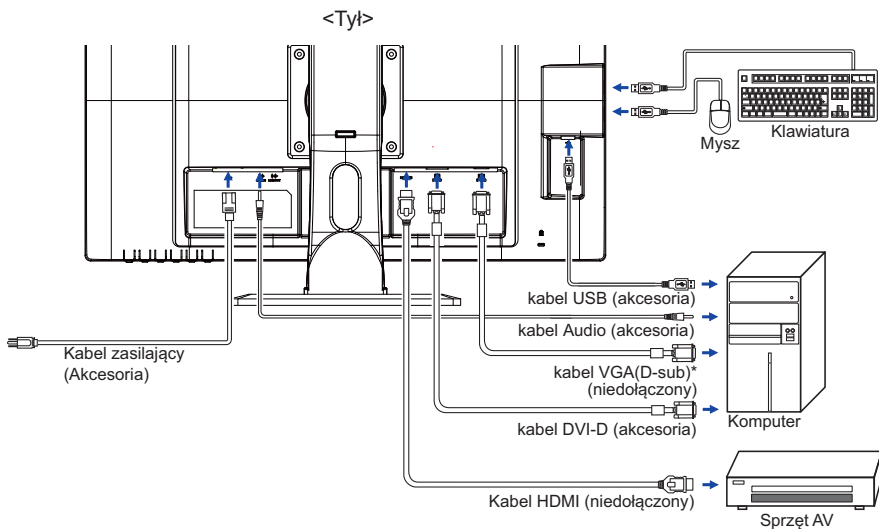 <Tył>
Mysz
Klawiatura
kabel USB (akcesoria)
kabel Audio (akcesoria)
Kabel zasilający
(Akcesoria)
kabel VGA(D-sub)*
(niedołączony)
Komputer
kabel DVI-D (akcesoria)
Kabel HDMI (niedołączony)
Sprzęt AV